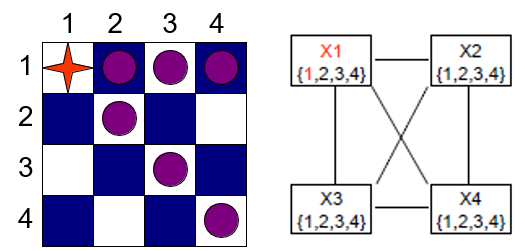 1 2 3 4
1
2
3
4
X1
{1,2,3,4}
X2
{1,2,3,4}
X3
{1,2,3,4}
X4
{1,2,3,4}